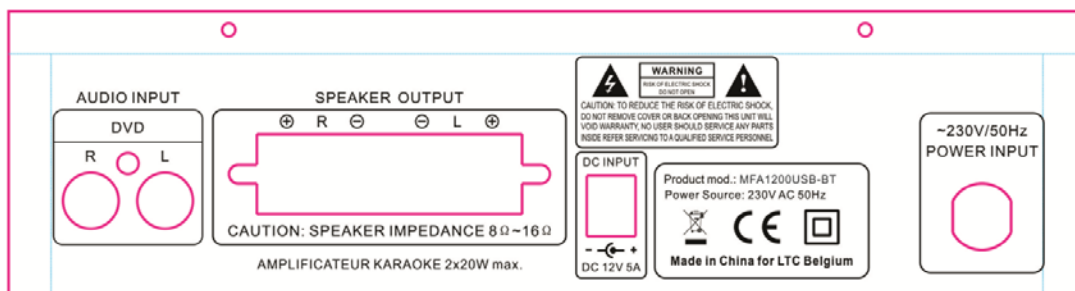 AUDIO INPUT
DVD
R L
SPEAKER OUTPUT
⊕ R ⊖ ⊖ L ⊕
CAUTION: SPEAKER IMPEDANCE 8Ω~16Ω
AMPLIFICATEUR KARAOKE 2x20W max.
WARNING
RISK OF ELECTRIC SHOCK
DO NOT OPEN
CAUTION: TO REDUCE THE RISK OF ELECTRIC SHOCK,
DO NOT REMOVE COVER OR BACK OPENING THIS UNIT WILL
VOID WARRANTY, NO USER SHOULD SERVICE ANY PARTS
INSIDE REFER SERVICING TO A QUALIFIED SERVICE PERSONNEL
DC INPUT
- +
DC 12V 5A
Product mod.: MFA1200USB-BT
Power Source: 230V AC 50Hz
CE
Made in China for LTC Belgium
~230V/50Hz
POWER INPUT